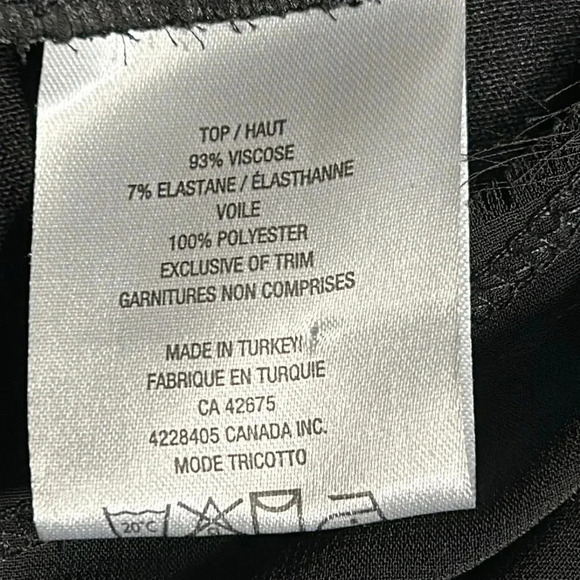 TOP / HAUT
93% VISCOSE
7% ELASTANE / ÉLASTHANNE
VOILE
100% POLYESTER
EXCLUSIVE OF TRIM
GARNITURES NON COMPRISES
MADE IN TURKEY
FABRIQUE EN TURQUIE
CA 42675
4228405 CANADA INC.
MODE TRICOTTO
20°C